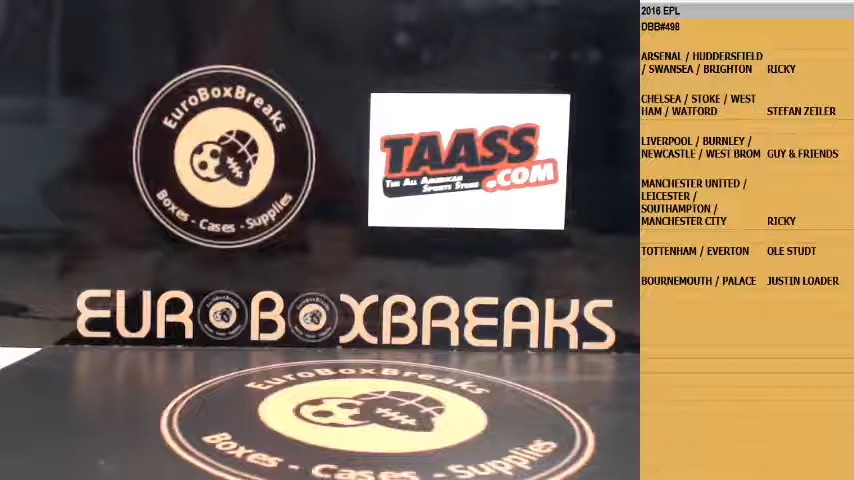 EuroBoxBreaks
Boxes - Cases - Supplies
TAASS
THE ALL AMERICAN
SPORTS STORE
.COM
EUROBOXBREAKS
EuroBoxBreaks
Boxes - Cases - Supplies
2016 EPL
DBB#498
ARSENAL / HUDDERSFIELD
/ SWANSEA / BRIGHTON RICKY
CHELSEA / STOKE / WEST
HAM / WATFORD STEFAN ZEILER
LIVERPOOL / BURNLEY /
NEWCASTLE / WEST BROM GUY & FRIENDS
MANCHESTER UNITED /
LEICESTER /
SOUTHAMPTON /
MANCHESTER CITY RICKY
TOTTENHAM / EVERTON OLE STUDT
BOURNEMOUTH / PALACE JUSTIN LOADER